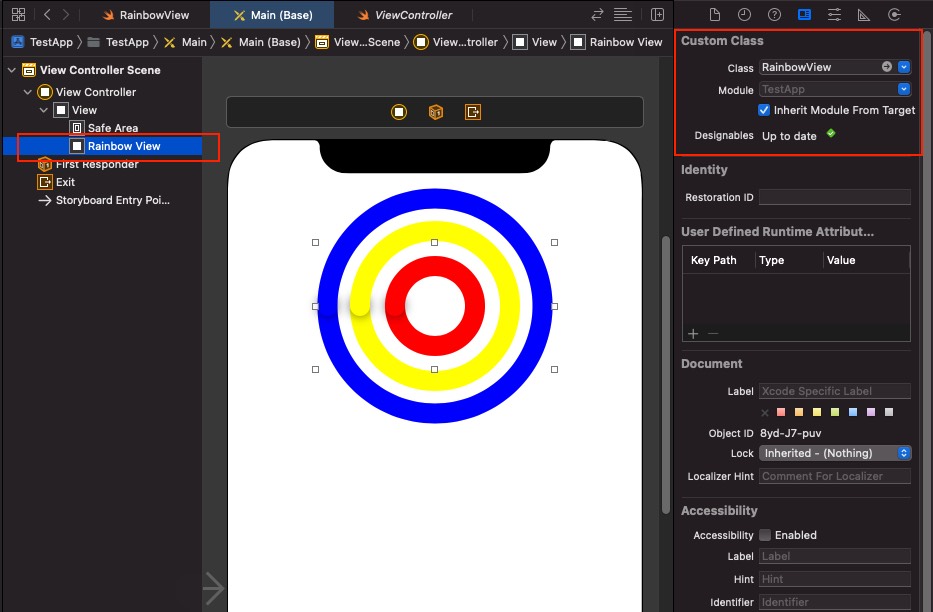 RainbowView
Main (Base)
ViewController
TestApp
TestApp
Main
Main (Base)
View...Scene
View...troller
View
Rainbow View
View Controller Scene
View Controller
View
Safe Area
Rainbow View
First Responder
Exit
Storyboard Entry Poi...
Custom Class
Class RainbowView
Module TestApp
Inherit Module From Target
Designables Up to date
Identity
Restoration ID
User Defined Runtime Attribut...
Key Path Type Value
Document
Label Xcode Specific Label
Object ID 8yd-J7-puv
Lock Inherited - (Nothing)
Localizer Hint Comment For Localizer
Accessibility
Accessibility Enabled
Label Label
Hint Hint
Identifier Identifier